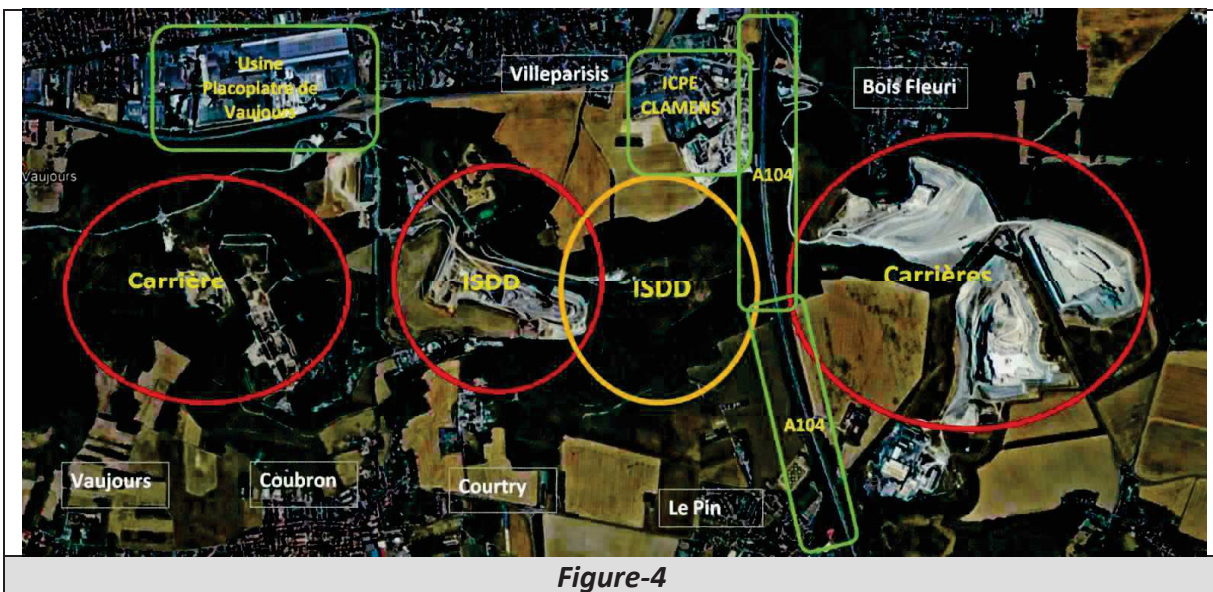 Usine
Placoplatre de
Vaujours
Villeparisis
ICPE
CLAMENS
Bois Fleuri
Vaujours
A104
Carrière
ISDD
ISDD
Carrières
A104
Vaujours
Coubron
Courtry
Le Pin
Figure-4